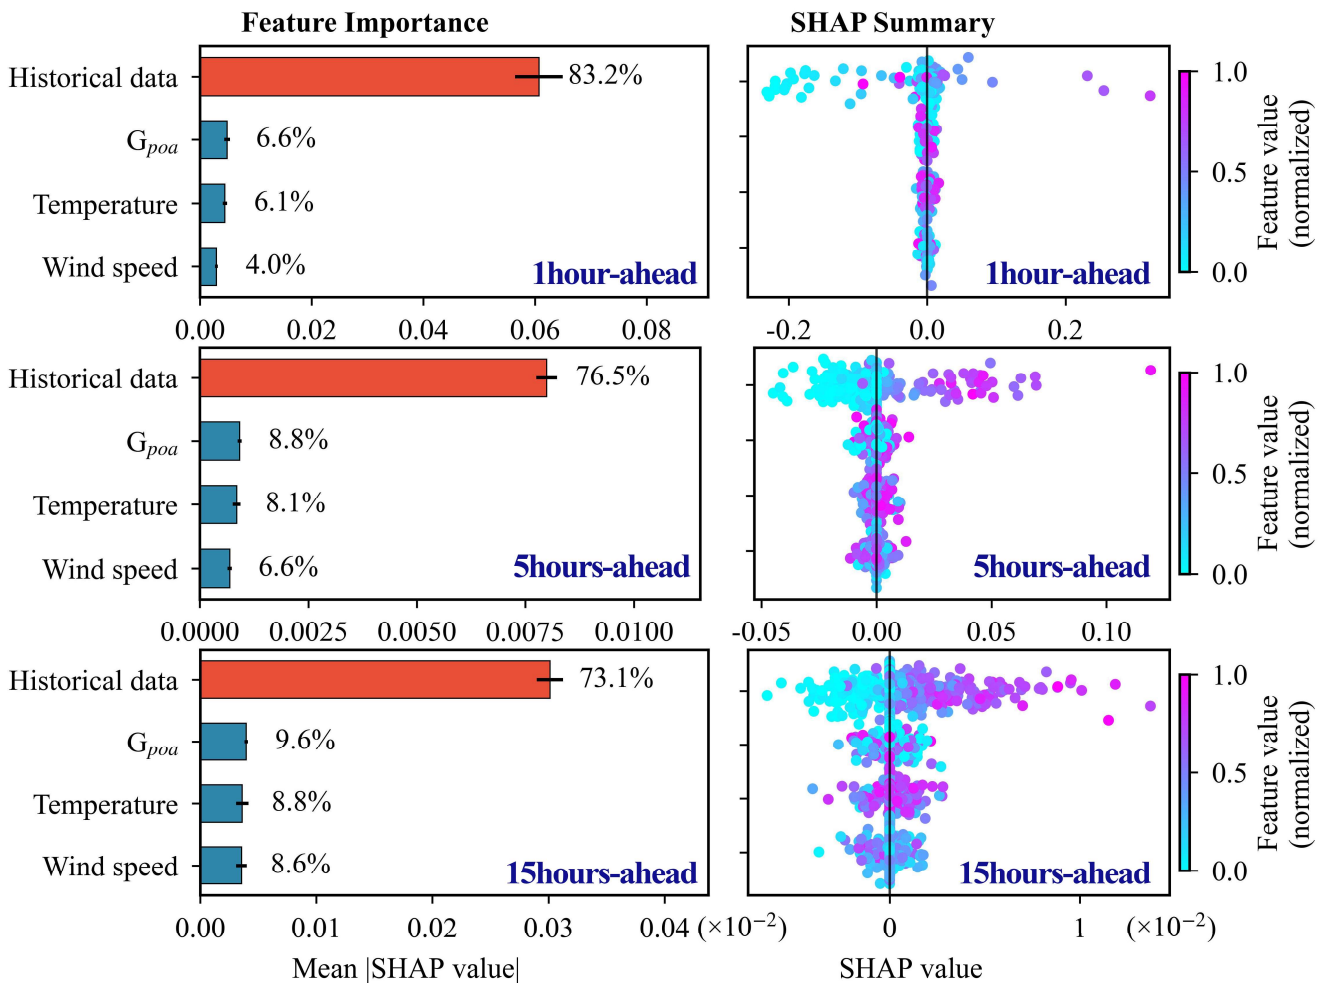 Feature Importance
SHAP Summary
Historical data
83.2%
G_poa
6.6%
Temperature
6.1%
Wind speed
4.0%
1hour-ahead
0.00 0.02 0.04 0.06 0.08
1hour-ahead
-0.2 0.0 0.2
1.0
0.5
0.0
Feature value
(normalized)
Historical data
76.5%
G_poa
8.8%
Temperature
8.1%
Wind speed
6.6%
5hours-ahead
0.0000 0.0025 0.0050 0.0075 0.0100
5hours-ahead
-0.05 0.00 0.05 0.10
1.0
0.5
0.0
Feature value
(normalized)
Historical data
73.1%
G_poa
9.6%
Temperature
8.8%
Wind speed
8.6%
15hours-ahead
0.00 0.01 0.02 0.03 0.04 (×10⁻²)
Mean |SHAP value|
15hours-ahead
0 1 (×10⁻²)
SHAP value
1.0
0.5
0.0
Feature value
(normalized)